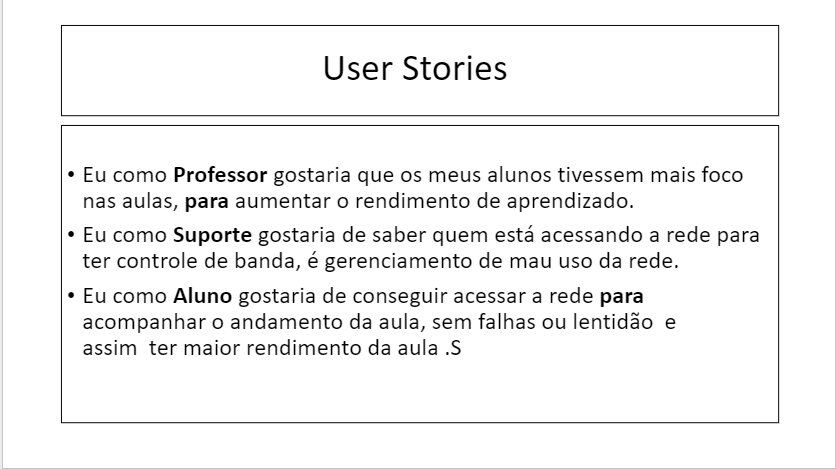 User Stories
• Eu como Professor gostaria que os meus alunos tivessem mais foco
nas aulas, para aumentar o rendimento de aprendizado.
• Eu como Suporte gostaria de saber quem está acessando a rede para
ter controle de banda, é gerenciamento de mau uso da rede.
• Eu como Aluno gostaria de conseguir acessar a rede para
acompanhar o andamento da aula, sem falhas ou lentidão  e
assim  ter maior rendimento da aula .S